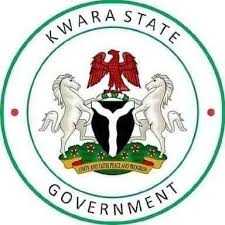 KWARA STATE
UNITY AND FAITH PEACE AND PROGRESS
GOVERNMENT